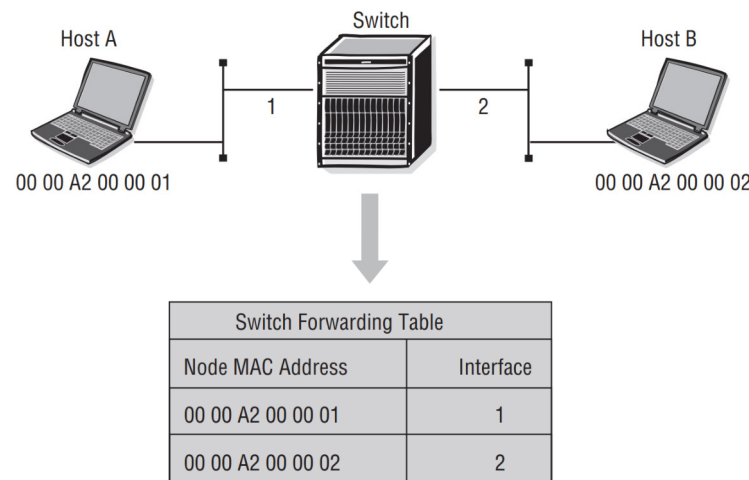 Switch
Host A
Host B
1
2
00 00 A2 00 00 01
00 00 A2 00 00 02
Switch Forwarding Table
Node MAC Address Interface
00 00 A2 00 00 01 1
00 00 A2 00 00 02 2